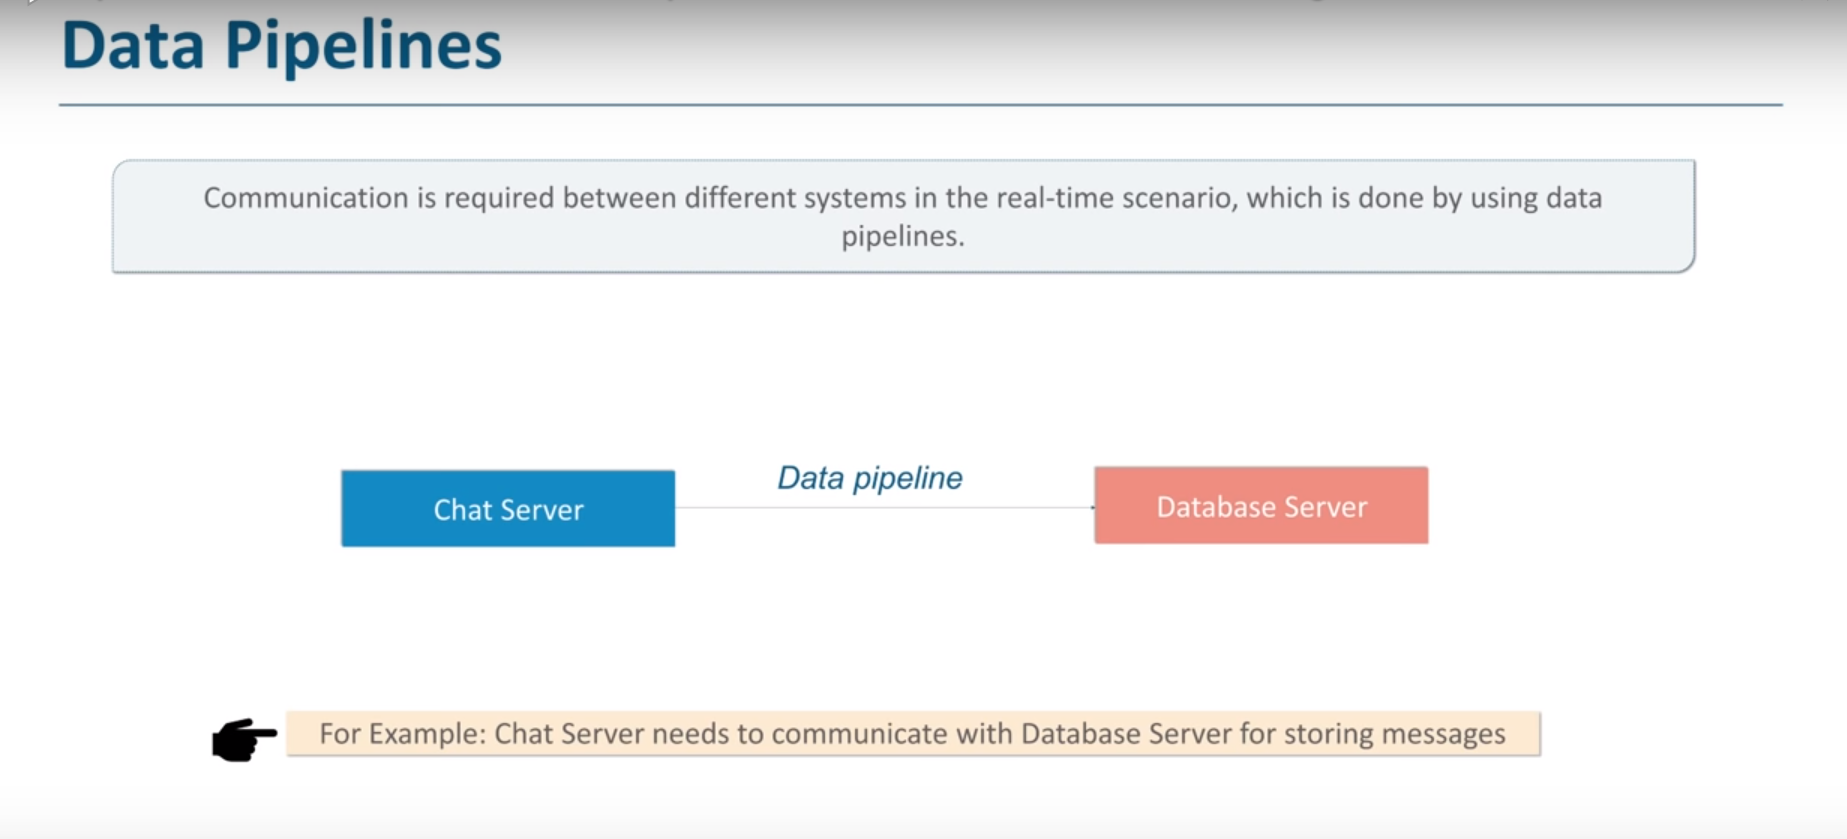 Data Pipelines
Communication is required between different systems in the real-time scenario, which is done by using data
pipelines.
Data pipeline
Chat Server
Database Server
For Example: Chat Server needs to communicate with Database Server for storing messages